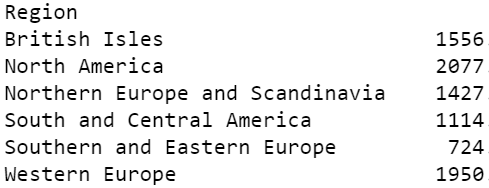 Region
British Isles 1556
North America 2077
Northern Europe and Scandinavia 1427
South and Central America 1114
Southern and Eastern Europe 724
Western Europe 1950